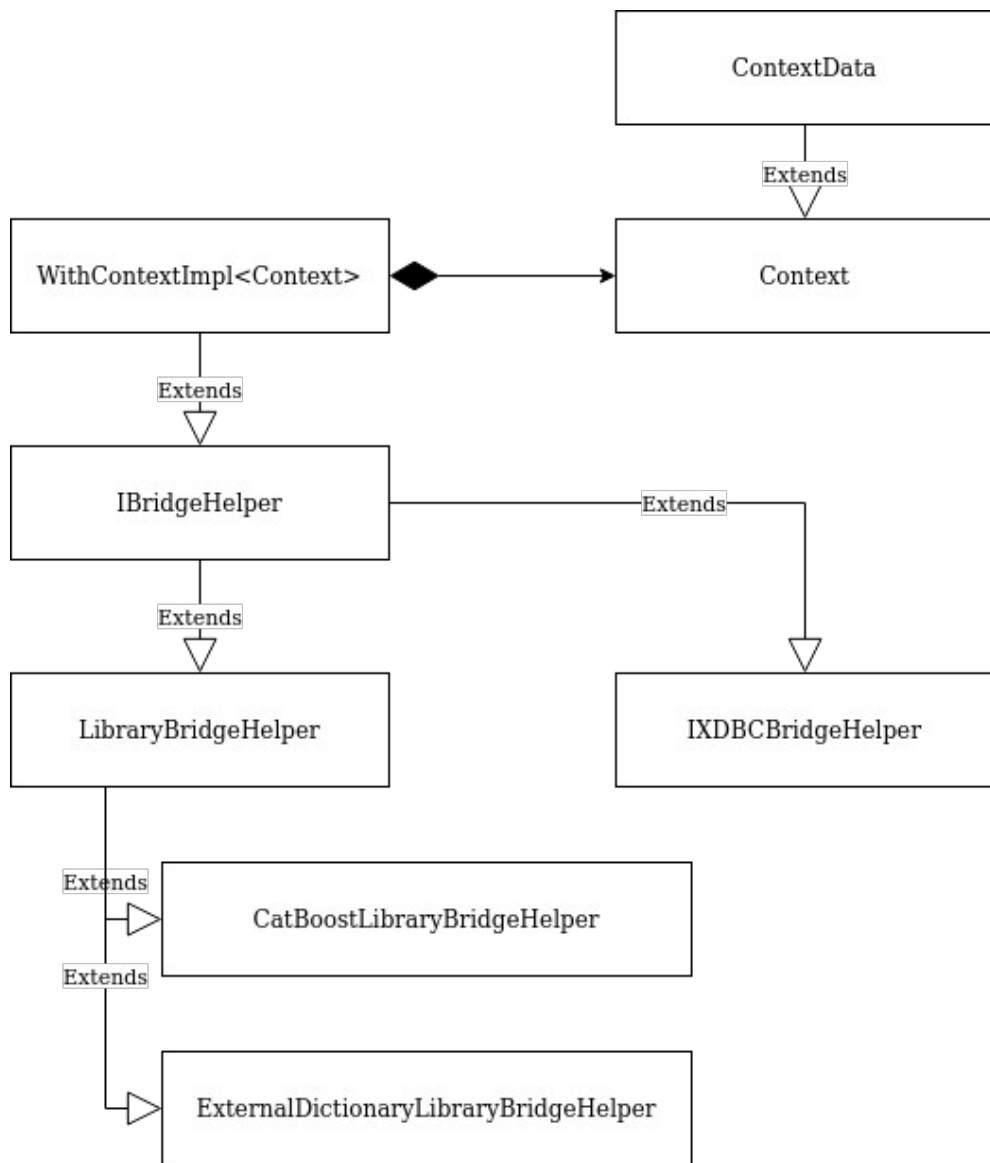 ContextData
Extends
WithContextImpl<Context>
Context
Extends
IBridgeHelper
Extends
Extends
LibraryBridgeHelper
IXDBCBridgeHelper
Extends
CatBoostLibraryBridgeHelper
Extends
ExternalDictionaryLibraryBridgeHelper